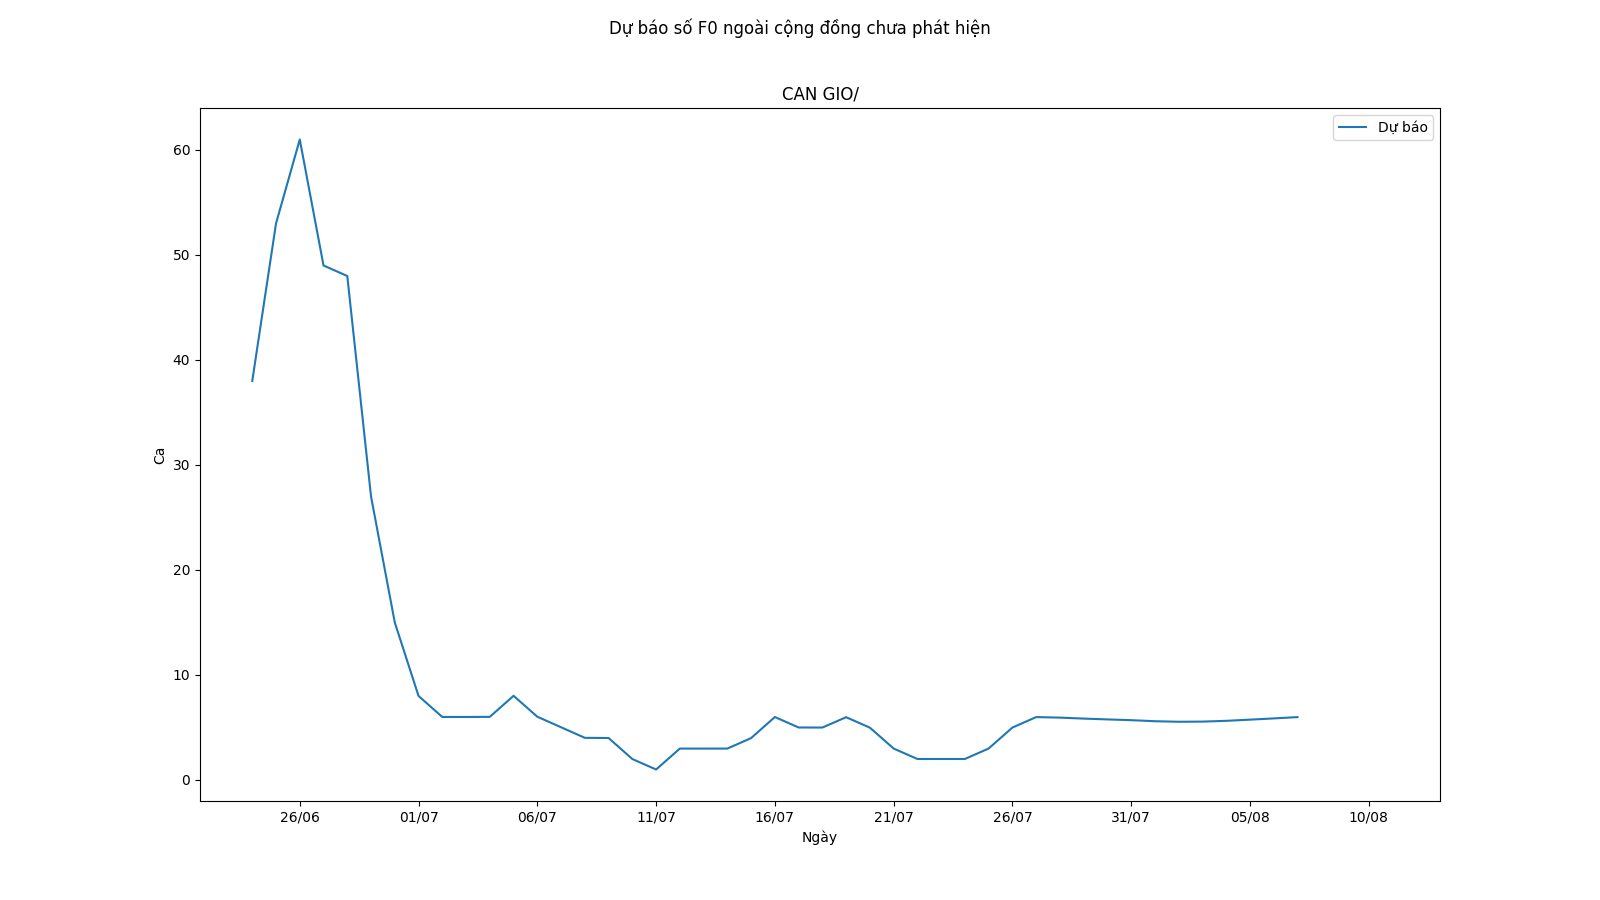 Dự báo số F0 ngoài cộng đồng chưa phát hiện
CAN GIO/
Dự báo
60
50
40
30
20
10
0
Ca
26/06 01/07 06/07 11/07 16/07 21/07 26/07 31/07 05/08 10/08
Ngày